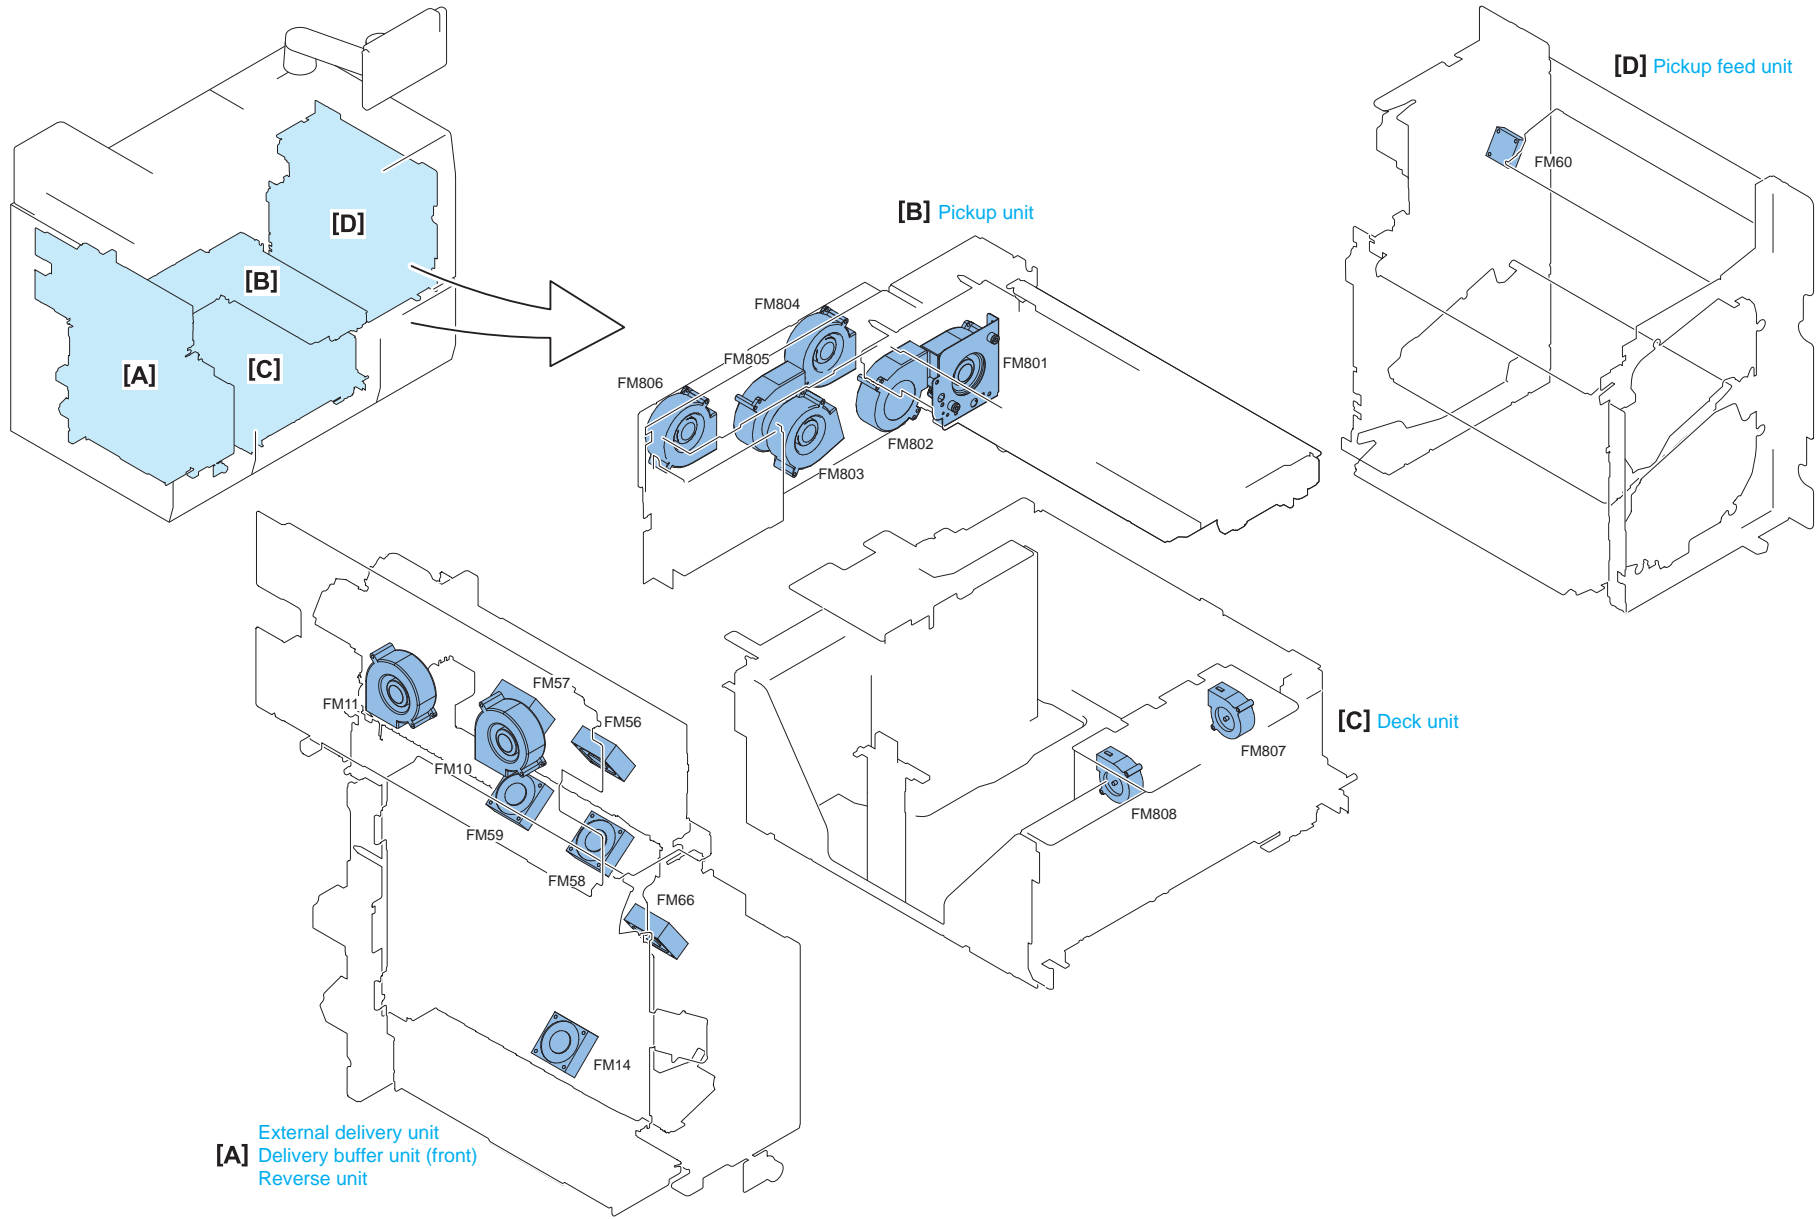 [D] Pickup feed unit
FM60
[D]
[B] Pickup unit
[B]
FM804
FM805
FM801
FM806
[A]
[C]
FM802
FM803
FM57
FM11
FM56
[C] Deck unit
FM807
FM10
FM808
FM59
FM58
FM66
FM14
[A] External delivery unit
Delivery buffer unit (front)
Reverse unit